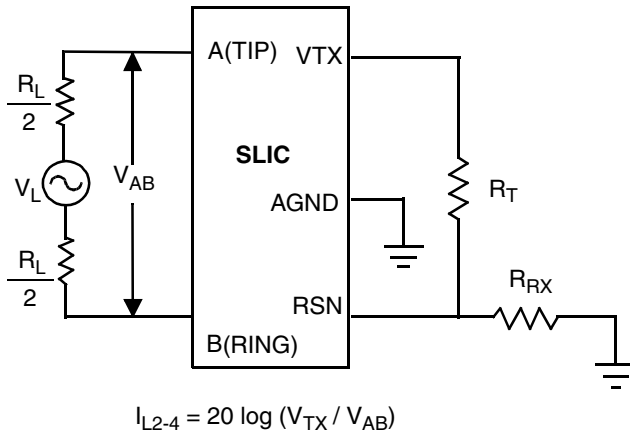 A(TIP)
VTX
R_L
2
SLIC
V_L
V_AB
R_T
AGND
R_L
2
R_RX
RSN
B(RING)
I_L2-4 = 20 log (V_TX / V_AB)